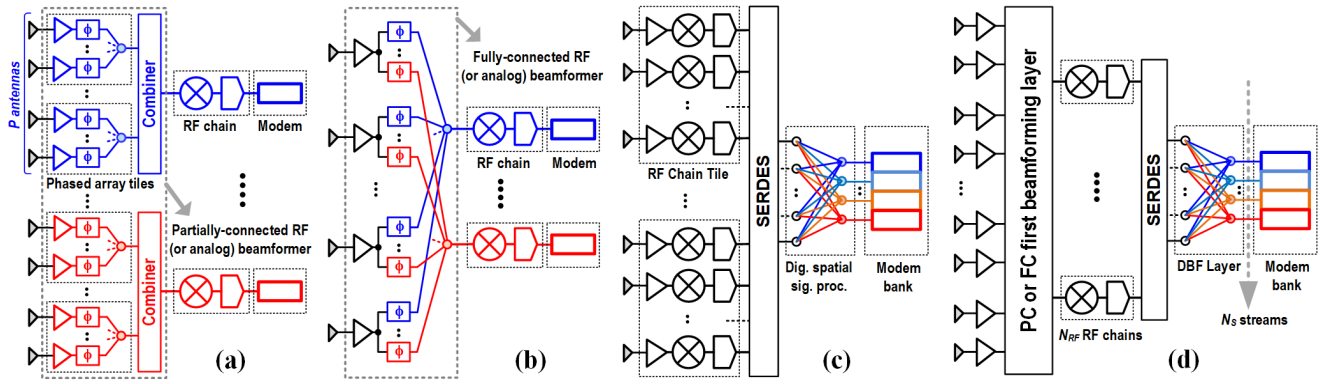 P antennas
ϕ
ϕ
ϕ
ϕ
Combiner
RF chain
Modem
Phased array tiles
Partially-connected RF
(or analog) beamformer
ϕ
ϕ
ϕ
ϕ
Combiner
(a)
ϕ
ϕ
ϕ
ϕ
ϕ
ϕ
ϕ
ϕ
Fully-connected RF
(or analog) beamformer
RF chain
Modem
(b)
RF Chain Tile
SERDES
Dig. spatial
sig. proc.
Modem
bank
(c)
PC or FC first beamforming layer
NRF RF chains
SERDES
DBF Layer
Modem
bank
NS streams
(d)